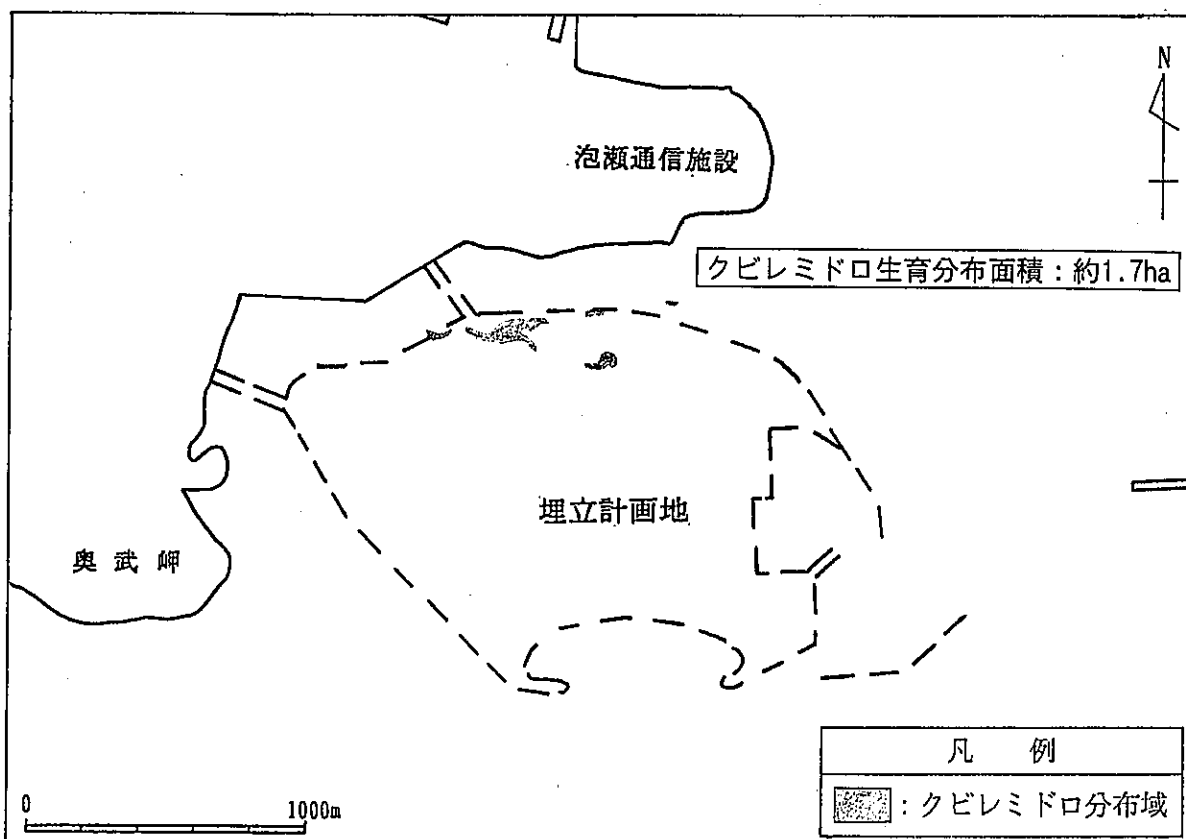 N
泡瀬通信施設
クビレミドロ生育分布面積：約1.7ha
埋立計画地
奥武岬
凡例
：クビレミドロ分布域
0 1000m